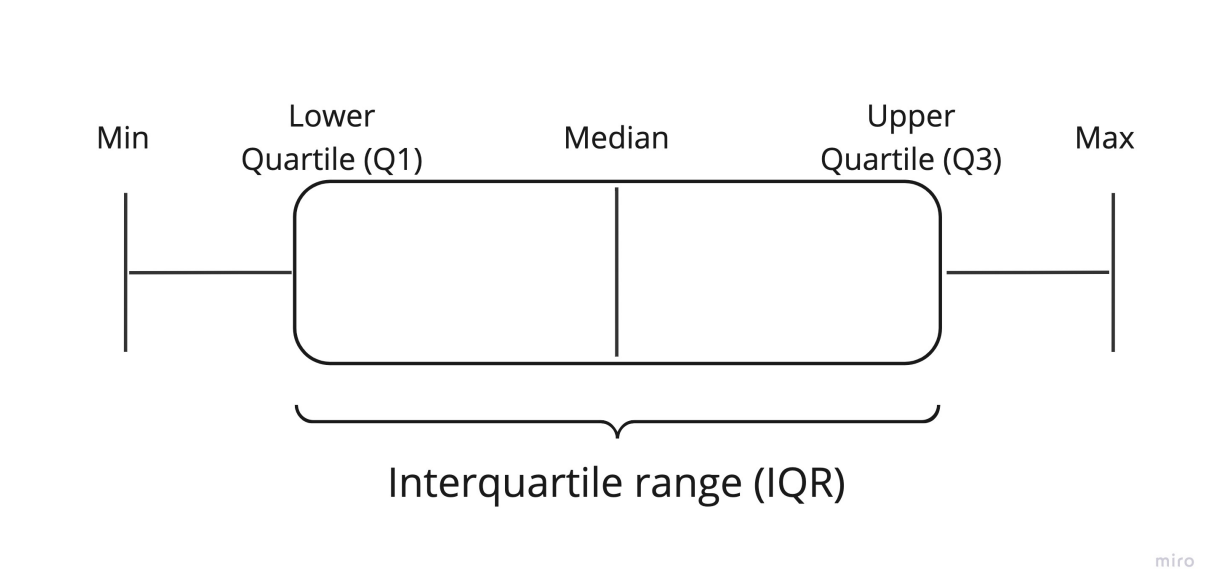 Min
Lower
Quartile (Q1)
Median
Upper
Quartile (Q3)
Max
Interquartile range (IQR)
miro